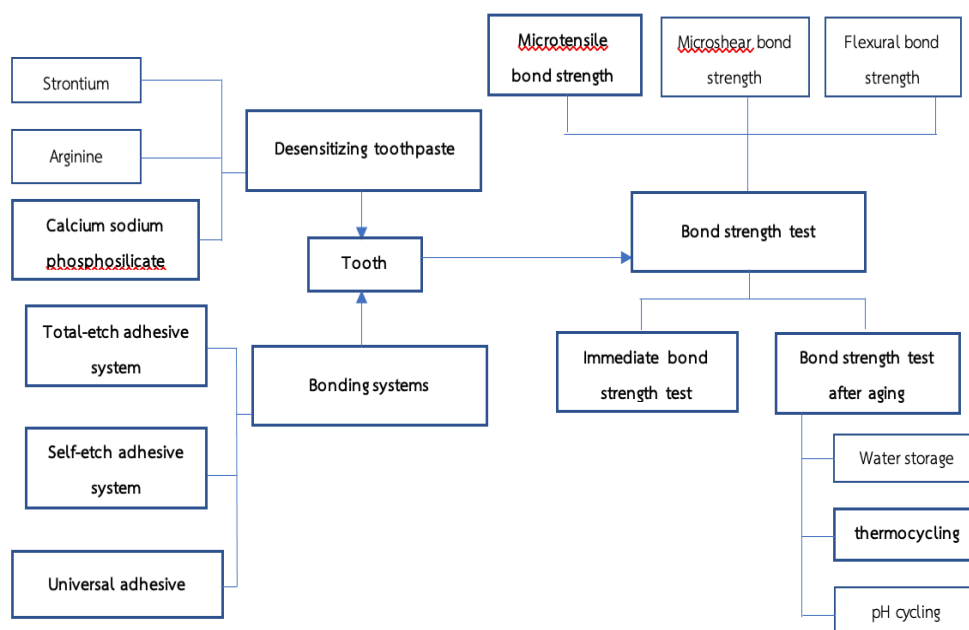 Microtensile
bond strength
Microshear bond
strength
Flexural bond
strength
Strontium
Arginine
Calcium sodium
phosphosilicate
Desensitizing toothpaste
Tooth
Bond strength test
Total-etch adhesive
system
Self-etch adhesive
system
Universal adhesive
Bonding systems
Immediate bond
strength test
Bond strength test
after aging
Water storage
thermocycling
pH cycling